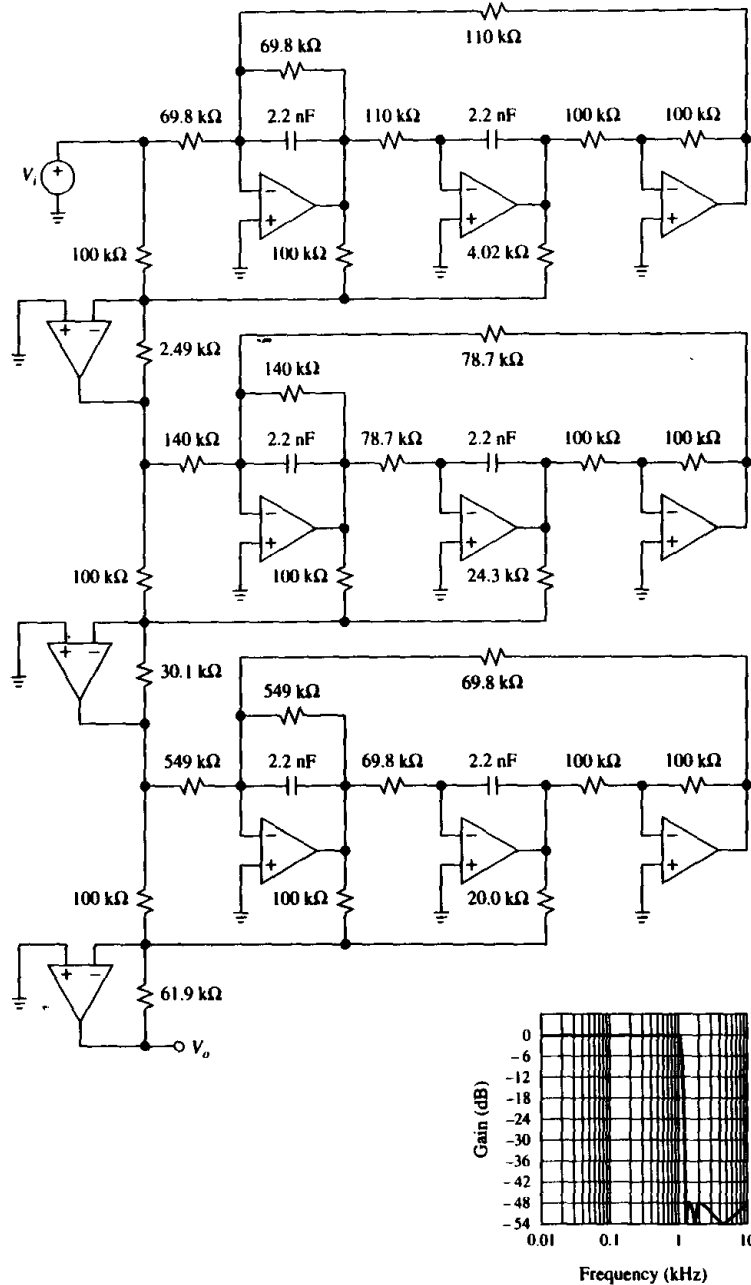 110 kΩ
69.8 kΩ
69.8 kΩ
2.2 nF
110 kΩ
2.2 nF
100 kΩ
100 kΩ
Vi
+
−
+
−
+
−
+
100 kΩ
100 kΩ
4.02 kΩ
+ −
2.49 kΩ
78.7 kΩ
140 kΩ
140 kΩ
2.2 nF
78.7 kΩ
2.2 nF
100 kΩ
100 kΩ
−
+
−
+
−
+
100 kΩ
100 kΩ
24.3 kΩ
+ −
30.1 kΩ
69.8 kΩ
549 kΩ
549 kΩ
2.2 nF
69.8 kΩ
2.2 nF
100 kΩ
100 kΩ
−
+
−
+
−
+
100 kΩ
100 kΩ
20.0 kΩ
+ −
61.9 kΩ
Vo
Gain (dB)
0
−6
−12
−18
−24
−30
−36
−42
−48
−54
0.01 0.1 1 10
Frequency (kHz)